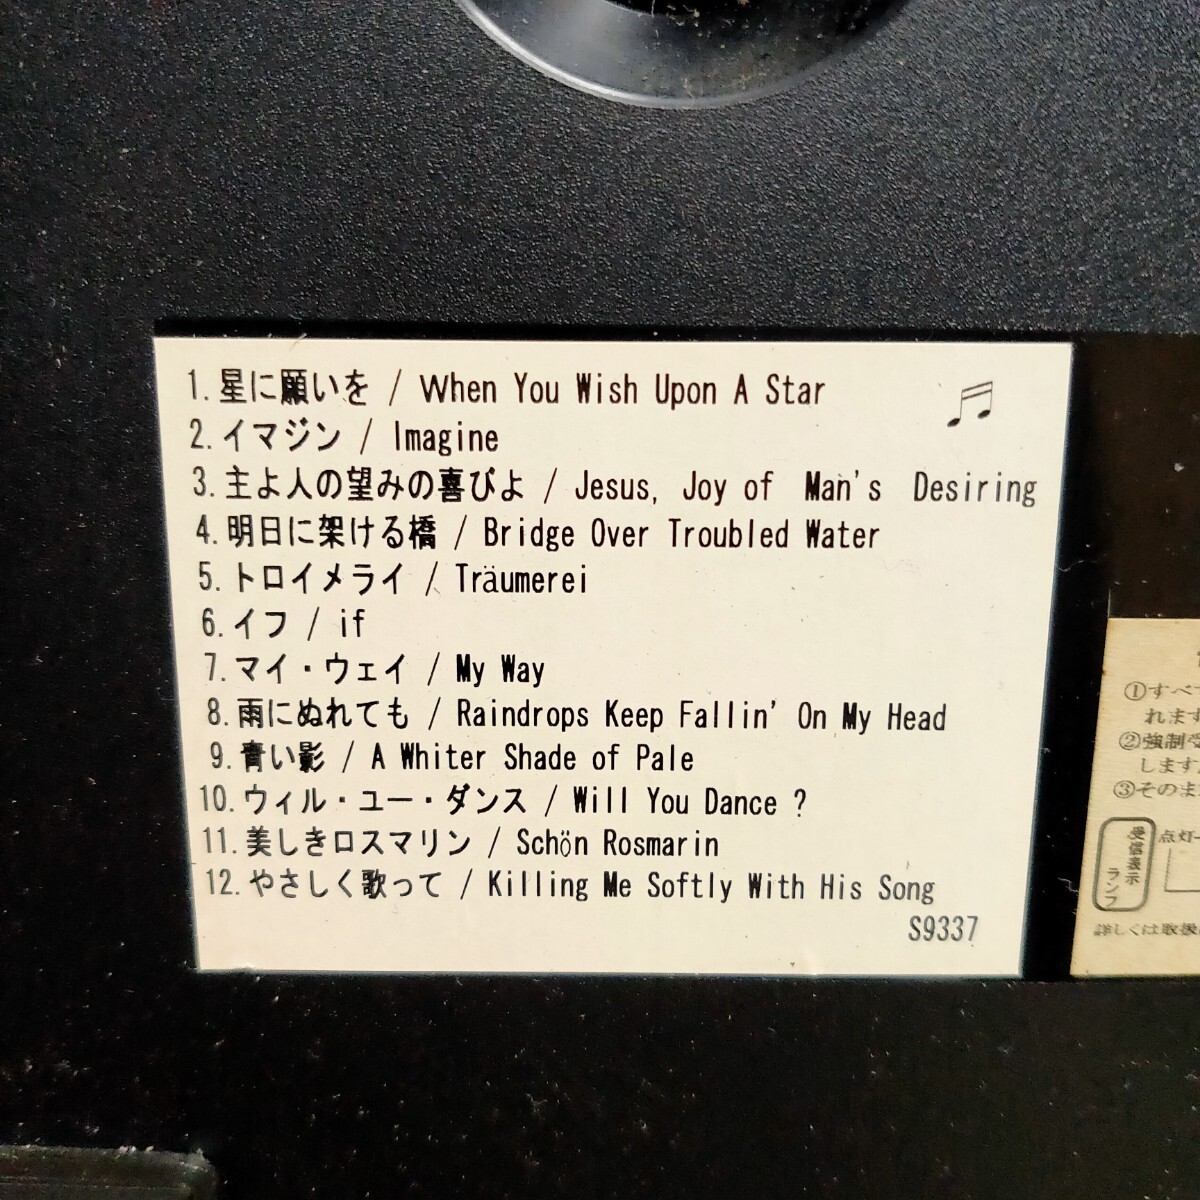 1.星に願いを / When You Wish Upon A Star
2.イマジン / Imagine
3.主よ人の望みの喜びよ / Jesus, Joy of Man's Desiring
4.明日に架ける橋 / Bridge Over Troubled Water
5.トロイメライ / Träumerei
6.イフ / if
7.マイ・ウェイ / My Way
8.雨にぬれても / Raindrops Keep Fallin' On My Head
9.青い影 / A Whiter Shade of Pale
10.ウィル・ユー・ダンス / Will You Dance ?
11.美しきロスマリン / Schön Rosmarin
12.やさしく歌って / Killing Me Softly With His Song
S9337
①すべ
れます
②強制受
します
③そのまま
受信表示
ランプ
点灯
詳しくは取扱